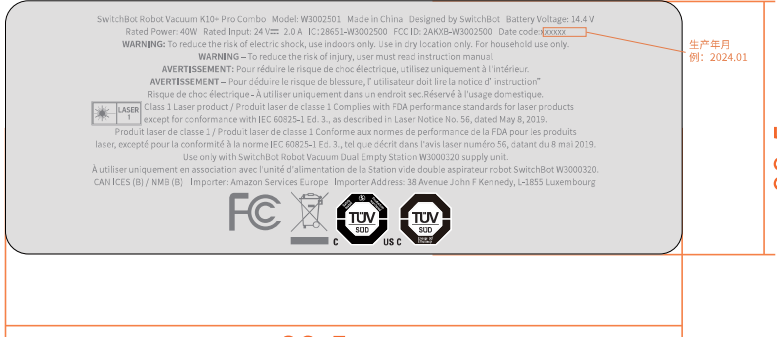 SwitchBot Robot Vacuum K10+ Pro Combo Model: W3002501 Made in China Designed by SwitchBot Battery Voltage: 14.4 V
Rated Power: 40W Rated Input: 24 V⎓ 2.0 A IC:28651-W3002500 FCC ID: 2AKXB-W3002500 Date code:xxxxxx
生产年月
例：2024.01
WARNING: To reduce the risk of electric shock, use indoors only. Use in dry location only. For household use only.
WARNING – To reduce the risk of injury, user must read instruction manual
AVERTISSEMENT: Pour réduire le risque de choc électrique, utilisez uniquement à l'intérieur.
AVERTISSEMENT – Pour déduire le risque de blessure, l' utilisateur doit lire la notice d' instruction"
Risque de choc électrique - À utiliser uniquement dans un endroit sec.Réservé à l'usage domestique.
LASER
1
Class 1 Laser product / Produit laser de classe 1 Complies with FDA performance standards for laser products
except for conformance with IEC 60825-1 Ed. 3., as described in Laser Notice No. 56, dated May 8, 2019.
Produit laser de classe 1 / Produit laser de classe 1 Conforme aux normes de performance de la FDA pour les produits
laser, excepté pour la conformité à la norme IEC 60825-1 Ed. 3., tel que décrit dans l'avis laser numéro 56, datant du 8 mai 2019.
Use only with SwitchBot Robot Vacuum Dual Empty Station W3000320 supply unit.
À utiliser uniquement en association avec l'unité d'alimentation de la Station vide double aspirateur robot SwitchBot W3000320.
CAN ICES (B) / NMB (B) Importer: Amazon Services Europe Importer Address: 38 Avenue John F Kennedy, L-1855 Luxembourg
FC
TÜV
SÜD
C US
TÜV
SÜD
C